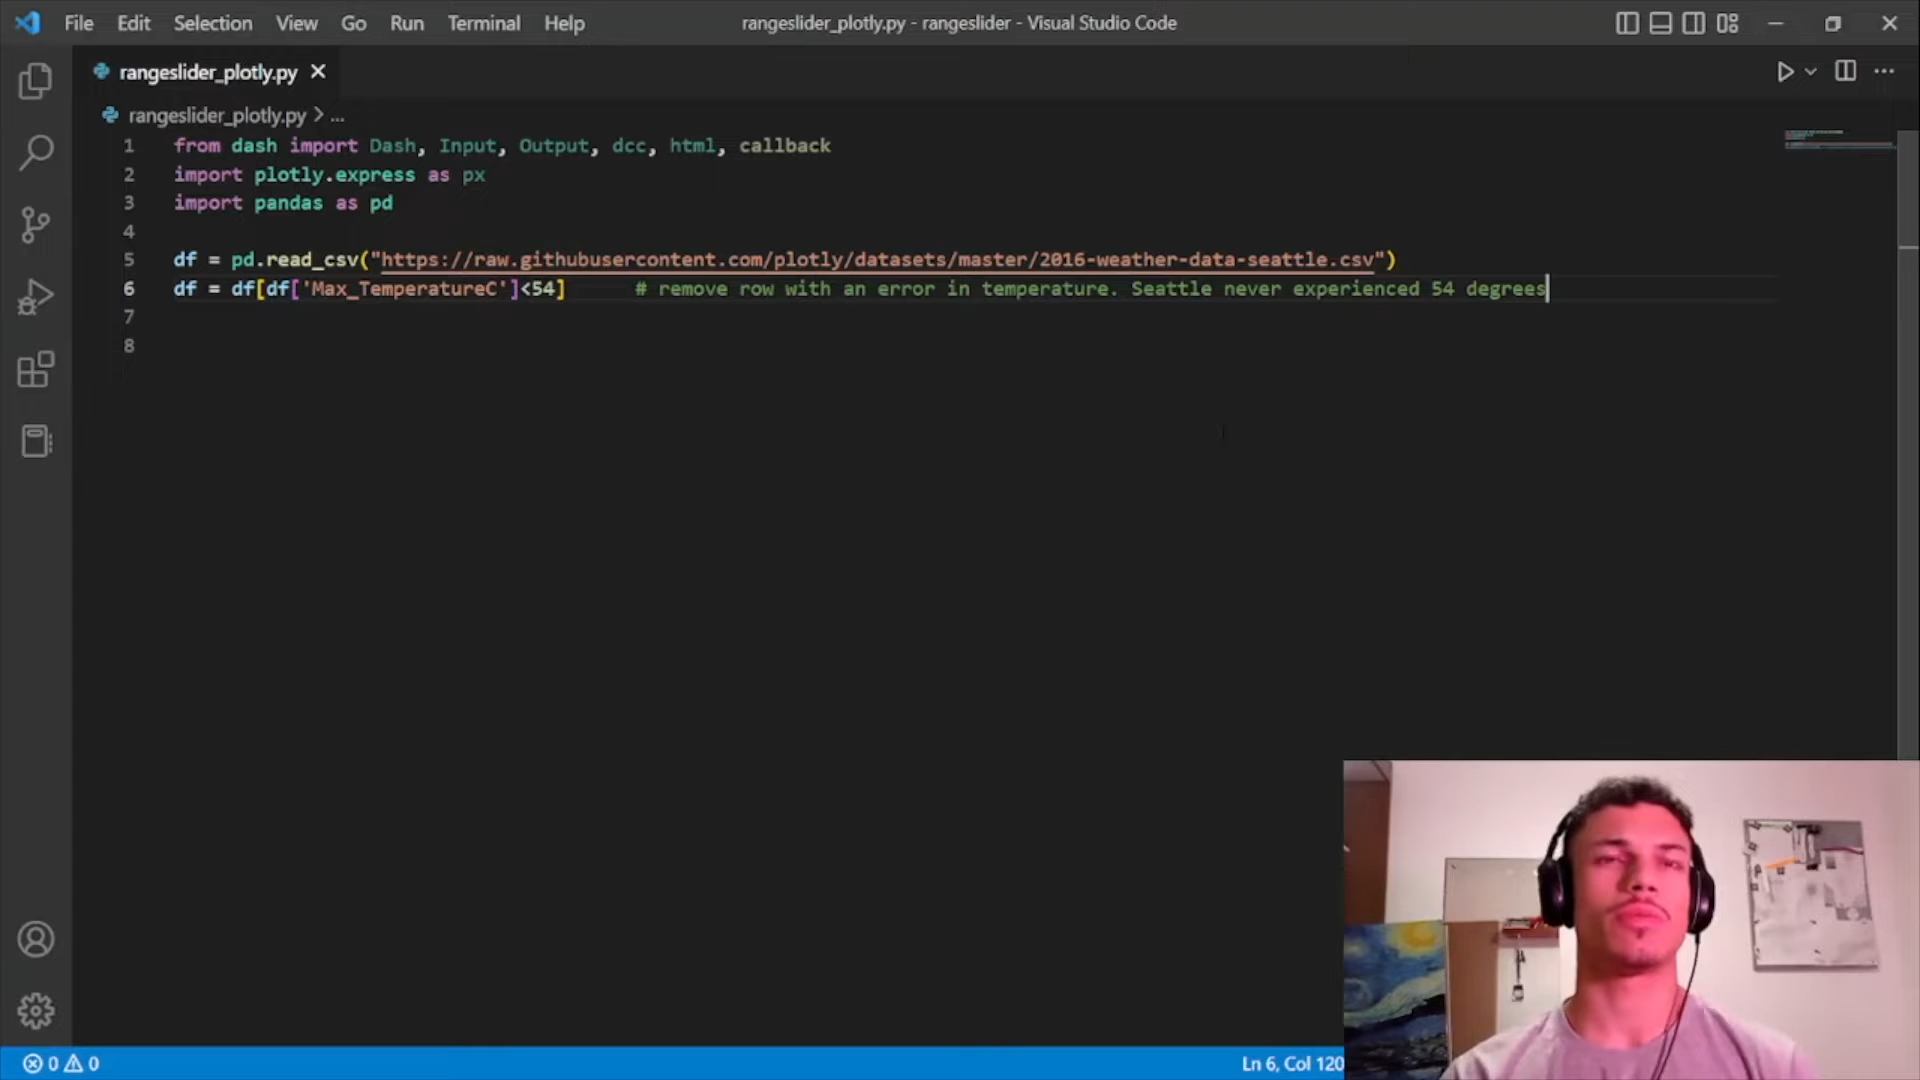 File Edit Selection View Go Run Terminal Help rangeslider_plotly.py - rangeslider - Visual Studio Code
rangeslider_plotly.py
rangeslider_plotly.py > ...
1 from dash import Dash, Input, Output, dcc, html, callback
2 import plotly.express as px
3 import pandas as pd
4
5 df = pd.read_csv("https://raw.githubusercontent.com/plotly/datasets/master/2016-weather-data-seattle.csv")
6 df = df[df['Max_TemperatureC']<54] # remove row with an error in temperature. Seattle never experienced 54 degrees
7
8
0 0 Ln 6, Col 120